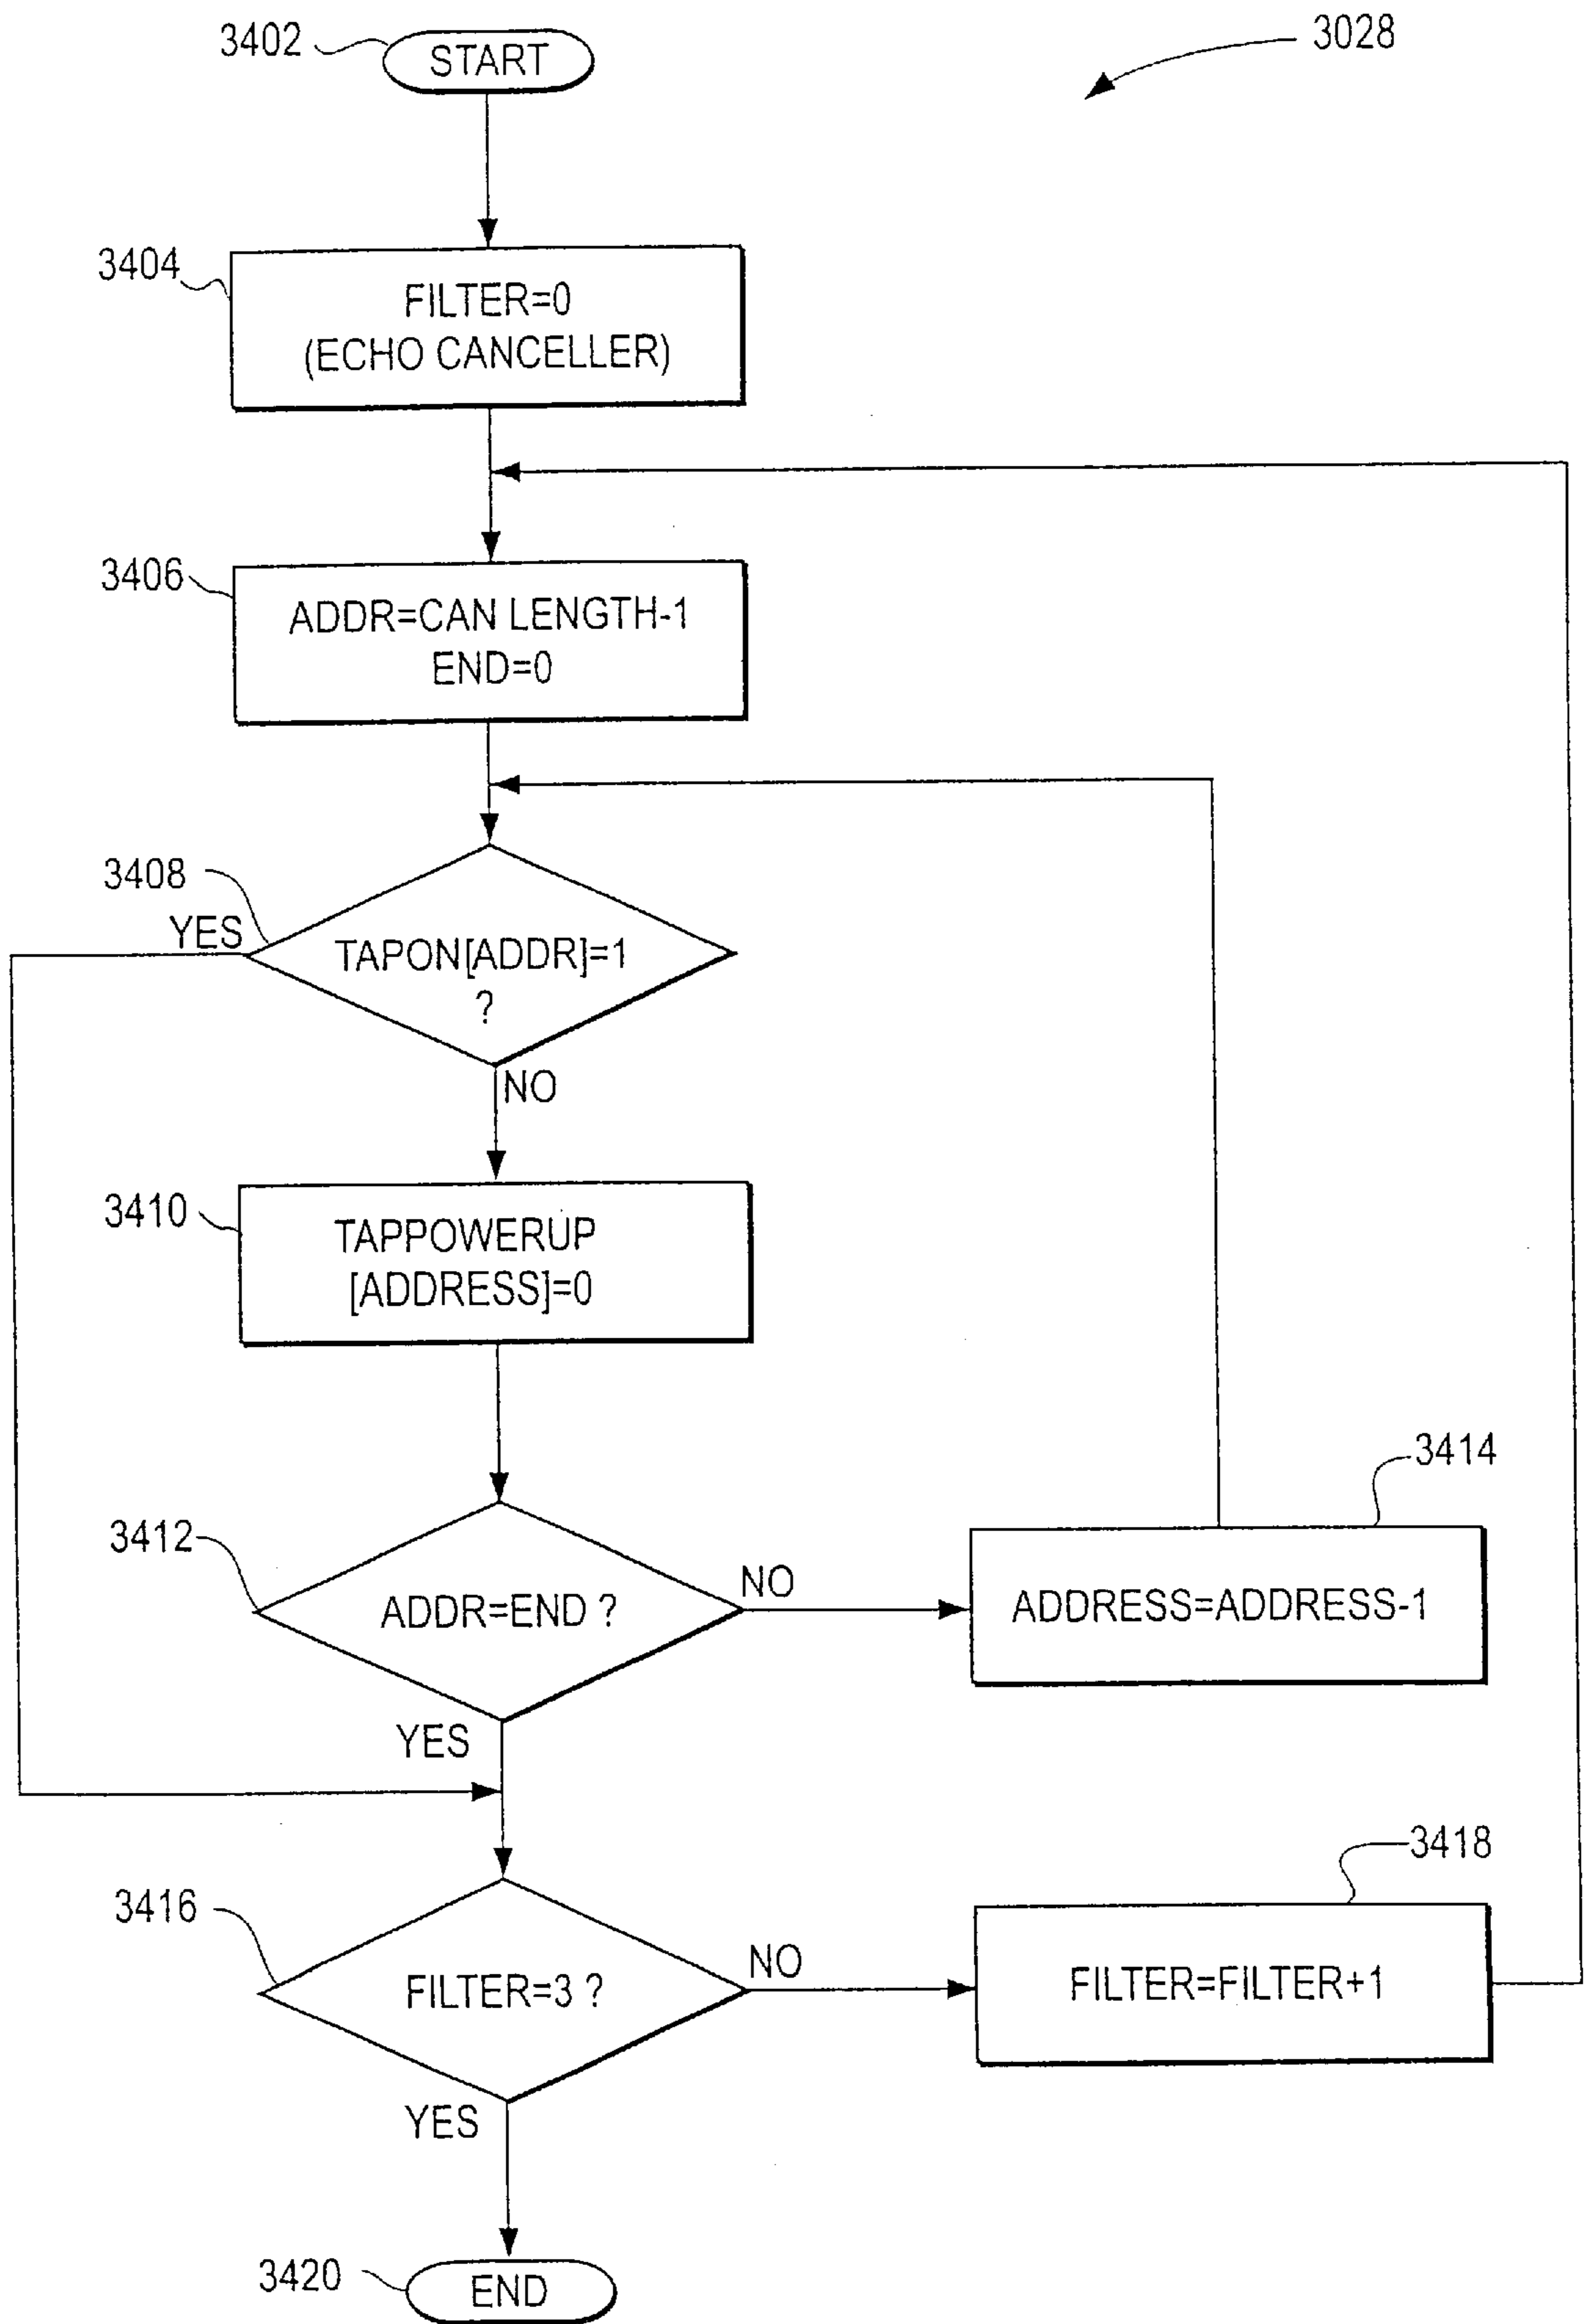 3402
START
3028
3404
FILTER=0
(ECHO CANCELLER)
3406
ADDR=CAN LENGTH-1
END=0
3408
YES
TAPON[ADDR]=1
?
NO
3410
TAPPOWERUP
[ADDRESS]=0
3414
3412
ADDR=END ?
NO
ADDRESS=ADDRESS-1
YES
3418
3416
FILTER=3 ?
NO
FILTER=FILTER+1
YES
3420
END